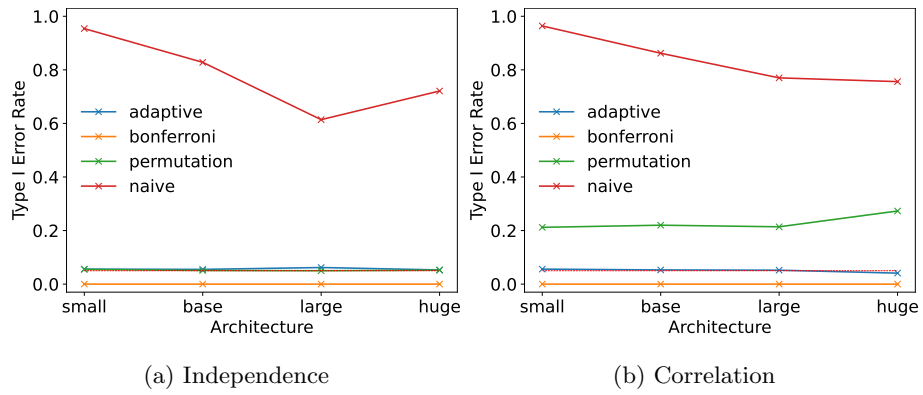 1.0
0.8
0.6
0.4
0.2
0.0
Type I Error Rate
adaptive
bonferroni
permutation
naive
small base large huge
Architecture
(a) Independence
1.0
0.8
0.6
0.4
0.2
0.0
Type I Error Rate
adaptive
bonferroni
permutation
naive
small base large huge
Architecture
(b) Correlation